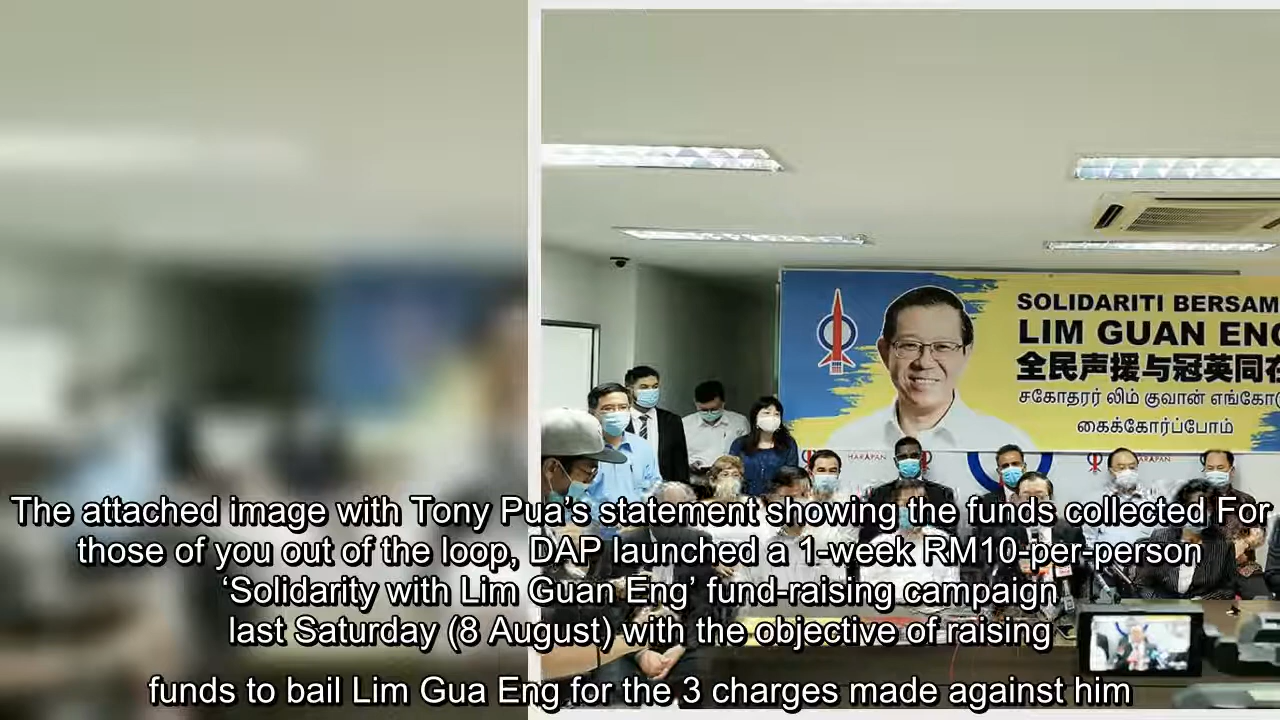 SOLIDARITI BERSAM
LIM GUAN ENG
全民声援与冠英同在
சகோதரர் லிம் குவான் எங்கோடு
கைக்கோர்ப்போம்
HARAPAN
HARAPAN
The attached image with Tony Pua’s statement showing the funds collected For
those of you out of the loop, DAP launched a 1-week RM10-per-person
‘Solidarity with Lim Guan Eng’ fund-raising campaign
last Saturday (8 August) with the objective of raising
funds to bail Lim Gua Eng for the 3 charges made against him